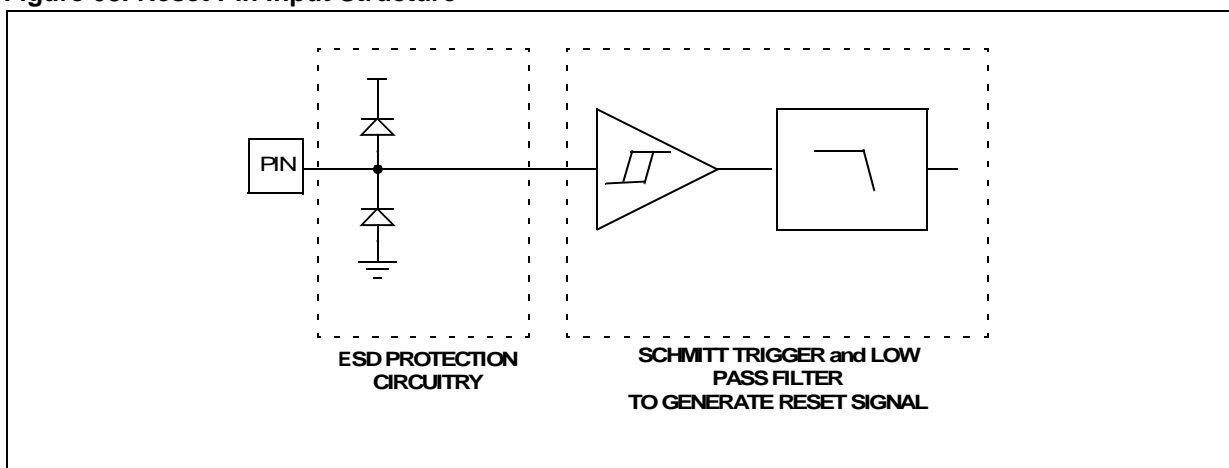 PIN
ESD PROTECTION
CIRCUITRY
SCHMITT TRIGGER and LOW
PASS FILTER
TO GENERATE RESET SIGNAL